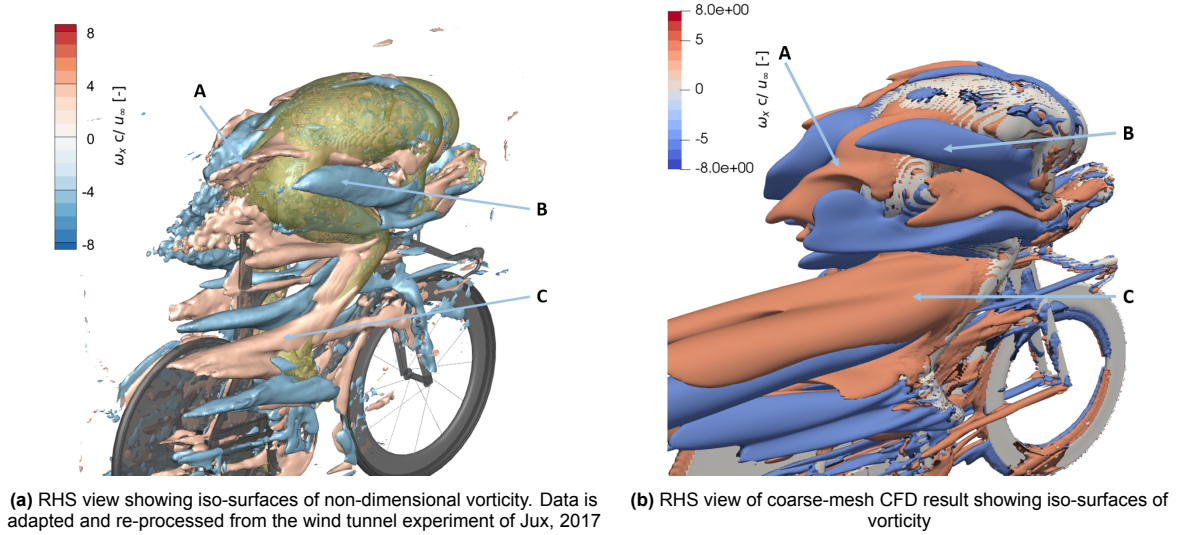 8
4
0
-4
-8
ωₓ c/ u∞ [-]
A
B
C
8.0e+00
5
0
-5
-8.0e+00
ωₓ c/ u∞ [-]
A
B
C
(a) RHS view showing iso-surfaces of non-dimensional vorticity. Data is
adapted and re-processed from the wind tunnel experiment of Jux, 2017
(b) RHS view of coarse-mesh CFD result showing iso-surfaces of
vorticity